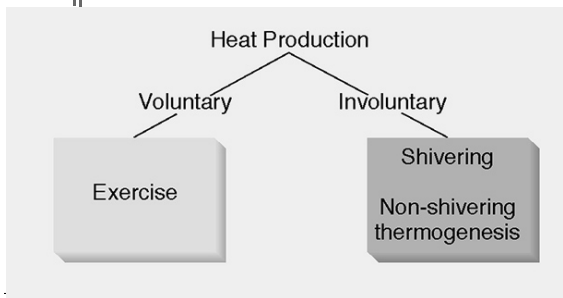 Heat Production
Voluntary
Involuntary
Exercise
Shivering
Non-shivering
thermogenesis